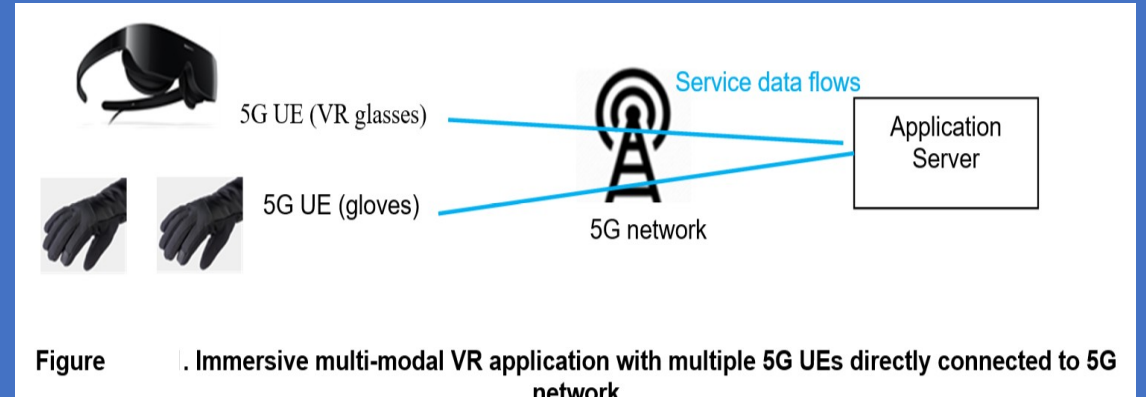 Service data flows
5G UE (VR glasses)
Application
Server
5G UE (gloves)
5G network
Figure . Immersive multi-modal VR application with multiple 5G UEs directly connected to 5G
network